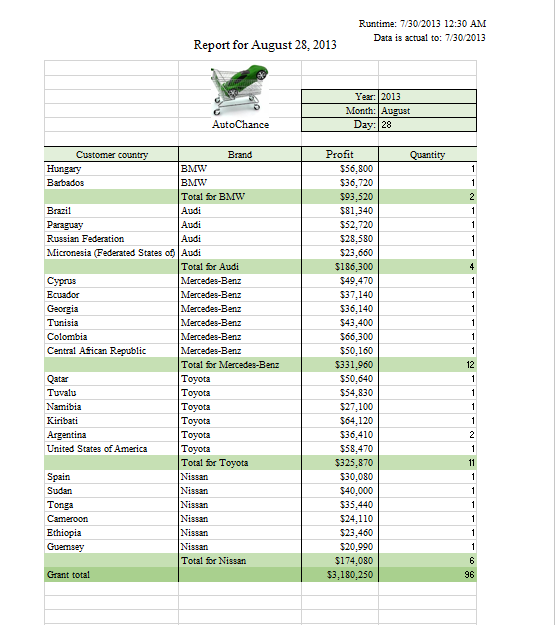 Runtime: 7/30/2013 12:30 AM
Data is actual to: 7/30/2013
Report for August 28, 2013
AutoChance
Year: 2013
Month: August
Day: 28
Customer country Brand Profit Quantity
Hungary BMW $56,800 1
Barbados BMW $36,720 1
Total for BMW $93,520 2
Brazil Audi $81,340 1
Paraguay Audi $52,720 1
Russian Federation Audi $28,580 1
Micronesia (Federated States of) Audi $23,660 1
Total for Audi $186,300 4
Cyprus Mercedes-Benz $49,470 1
Ecuador Mercedes-Benz $37,140 1
Georgia Mercedes-Benz $36,140 1
Tunisia Mercedes-Benz $43,400 1
Colombia Mercedes-Benz $66,300 1
Central African Republic Mercedes-Benz $50,160 1
Total for Mercedes-Benz $331,960 12
Qatar Toyota $50,640 1
Tuvalu Toyota $54,830 1
Namibia Toyota $27,100 1
Kiribati Toyota $64,120 1
Argentina Toyota $36,410 2
United States of America Toyota $58,470 1
Total for Toyota $325,870 11
Spain Nissan $30,080 1
Sudan Nissan $40,000 1
Tonga Nissan $35,440 1
Cameroon Nissan $24,110 1
Ethiopia Nissan $23,460 1
Guernsey Nissan $20,990 1
Total for Nissan $174,080 6
Grant total $3,180,250 96